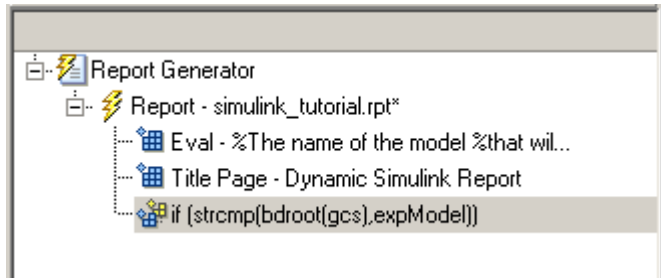 Report Generator
Report - simulink_tutorial.rpt*
Eval - %The name of the model %that wil...
Title Page - Dynamic Simulink Report
if (strcmp(bdroot(gcs),expModel))